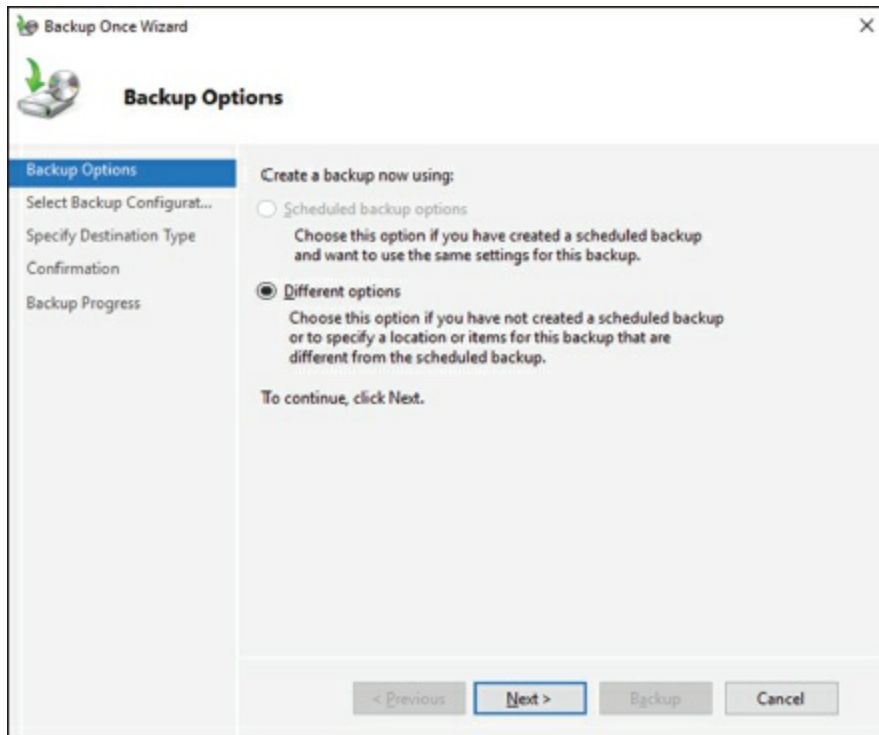 Backup Once Wizard
Backup Options
Backup Options
Select Backup Configurat...
Specify Destination Type
Confirmation
Backup Progress
Create a backup now using:
Scheduled backup options
Choose this option if you have created a scheduled backup
and want to use the same settings for this backup.
Different options
Choose this option if you have not created a scheduled backup
or to specify a location or items for this backup that are
different from the scheduled backup.
To continue, click Next.
< Previous
Next >
Backup
Cancel